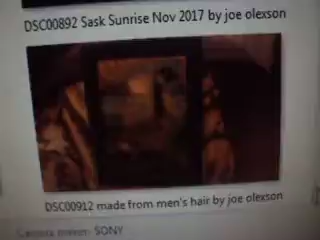 DSC00892 Sask Sunrise Nov 2017 by joe olexson
DSC00912 made from men's hair by joe olexson
Camera maker: SONY